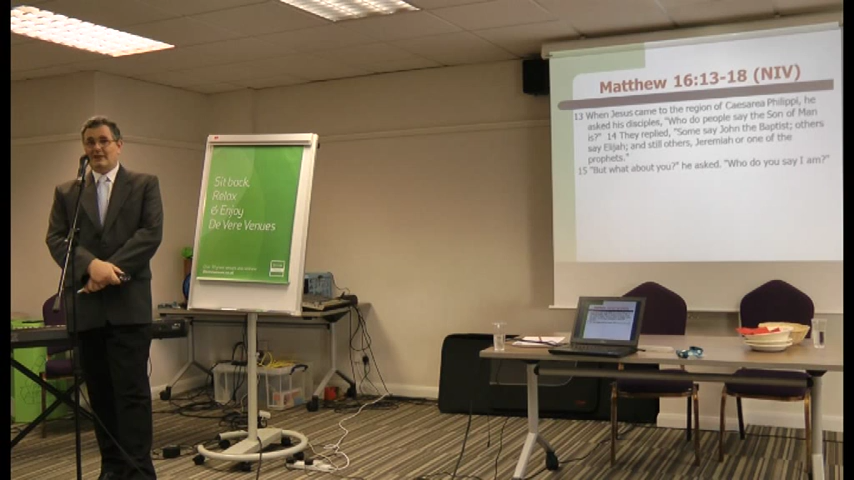 Sit back,
Relax
& Enjoy
De Vere Venues
Matthew 16:13-18 (NIV)
13 When Jesus came to the region of Caesarea Philippi, he
asked his disciples, "Who do people say the Son of Man
is?" 14 They replied, "Some say John the Baptist; others
say Elijah; and still others, Jeremiah or one of the
prophets."
15 "But what about you?" he asked. "Who do you say I am?"